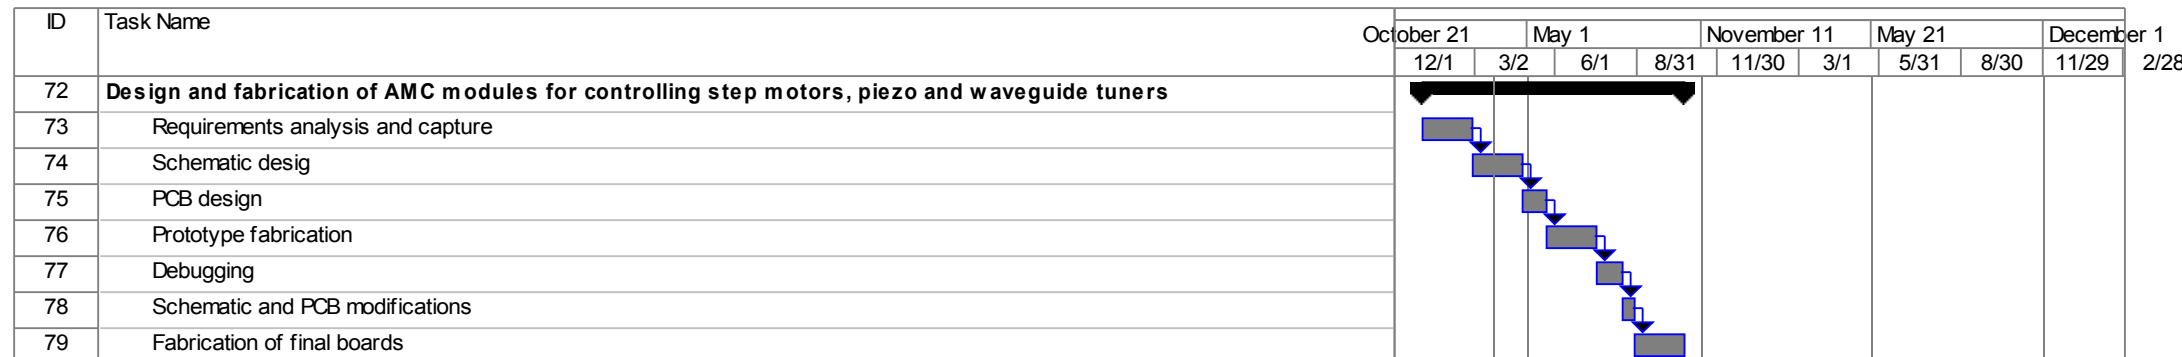 ID Task Name October 21 May 1 November 11 May 21 December 1
12/1 3/2 6/1 8/31 11/30 3/1 5/31 8/30 11/29 2/28
72 Design and fabrication of AMC modules for controlling step motors, piezo and waveguide tuners
73 Requirements analysis and capture
74 Schematic desig
75 PCB design
76 Prototype fabrication
77 Debugging
78 Schematic and PCB modifications
79 Fabrication of final boards